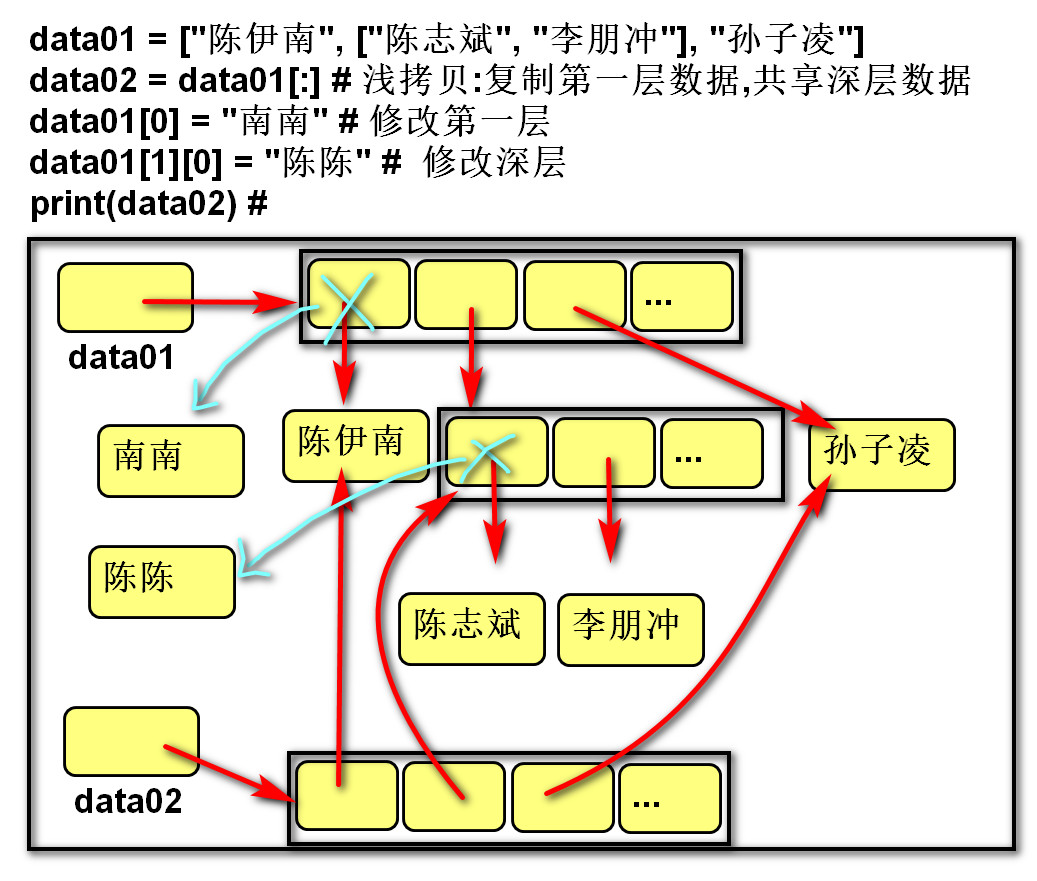 data01 = ["陈伊南", ["陈志斌", "李朋冲"], "孙子凌"]
data02 = data01[:] # 浅拷贝:复制第一层数据,共享深层数据
data01[0] = "南南" # 修改第一层
data01[1][0] = "陈陈" #  修改深层
print(data02) #
...
data01
南南
陈伊南
...
孙子凌
陈陈
陈志斌
李朋冲
data02
...